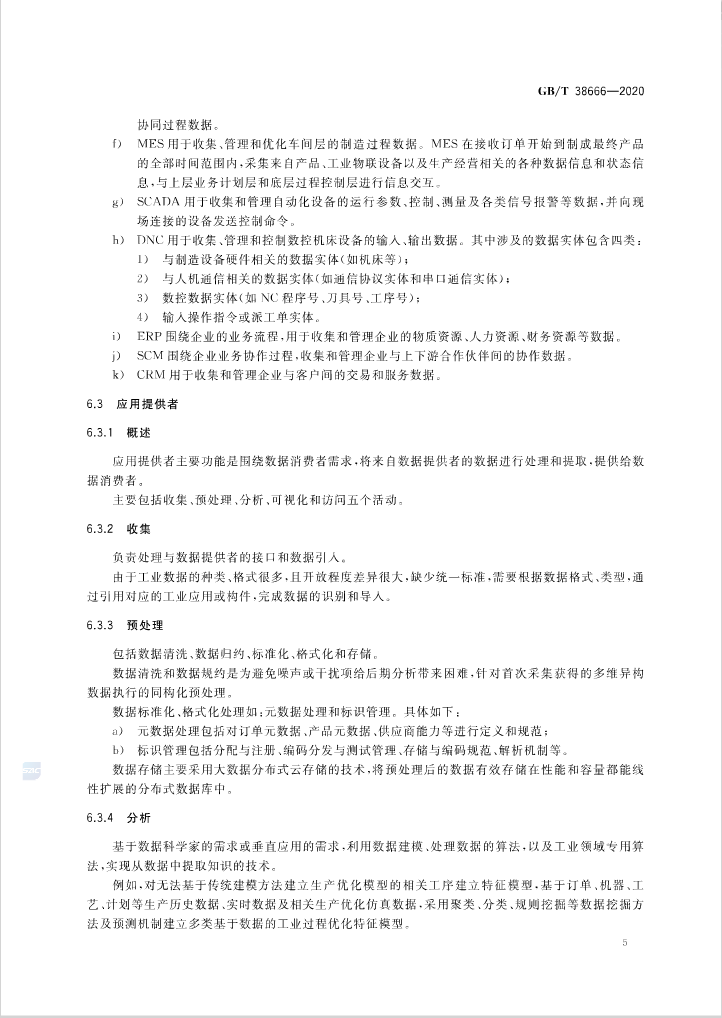 GB/T 38666—2020
协同过程数据。
f) MES 用于收集、管理和优化车间层的制造过程数据。MES 在接收订单开始到制成最终产品
的全部时间范围内,采集来自产品、工业物联设备以及生产经营相关的各种数据信息和状态信
息,与上层业务计划层和底层过程控制层进行信息交互。
g) SCADA 用于收集和管理自动化设备的运行参数、控制、测量及各类信号报警等数据,并向现
场连接的设备发送控制命令。
h) DNC 用于收集、管理和控制数控机床设备的输入、输出数据。其中涉及的数据实体包含四类:
1) 与制造设备硬件相关的数据实体(如机床等);
2) 与人机通信相关的数据实体(如通信协议实体和串口通信实体);
3) 数控数据实体(如 NC 程序号、刀具号、工序号);
4) 输入操作指令或派工单实体。
i) ERP 围绕企业的业务流程,用于收集和管理企业的物质资源、人力资源、财务资源等数据。
j) SCM 围绕企业业务协作过程,收集和管理企业与上下游合作伙伴间的协作数据。
k) CRM 用于收集和管理企业与客户间的交易和服务数据。
6.3 应用提供者
6.3.1 概述
应用提供者主要功能是围绕数据消费者需求,将来自数据提供者的数据进行处理和提取,提供给数
据消费者。
主要包括收集、预处理、分析、可视化和访问五个活动。
6.3.2 收集
负责处理与数据提供者的接口和数据引入。
由于工业数据的种类、格式很多,且开放程度差异很大,缺少统一标准,需要根据数据格式、类型,通
过引用对应的工业应用或构件,完成数据的识别和导入。
6.3.3 预处理
包括数据清洗、数据归约、标准化、格式化和存储。
数据清洗和数据规约是为避免噪声或干扰项给后期分析带来困难,针对首次采集获得的多维异构
数据执行的同构化预处理。
数据标准化、格式化处理如:元数据处理和标识管理。具体如下:
a) 元数据处理包括对订单元数据、产品元数据、供应商能力等进行定义和规范;
b) 标识管理包括分配与注册、编码分发与测试管理、存储与编码规范、解析机制等。
数据存储主要采用大数据分布式云存储的技术,将预处理后的数据有效存储在性能和容量都能线
性扩展的分布式数据库中。
SAC
6.3.4 分析
基于数据科学家的需求或垂直应用的需求,利用数据建模、处理数据的算法,以及工业领域专用算
法,实现从数据中提取知识的技术。
例如,对无法基于传统建模方法建立生产优化模型的相关工序建立特征模型,基于订单、机器、工
艺、计划等生产历史数据、实时数据及相关生产优化仿真数据,采用聚类、分类、规则挖掘等数据挖掘方
法及预测机制建立多类基于数据的工业过程优化特征模型。
5